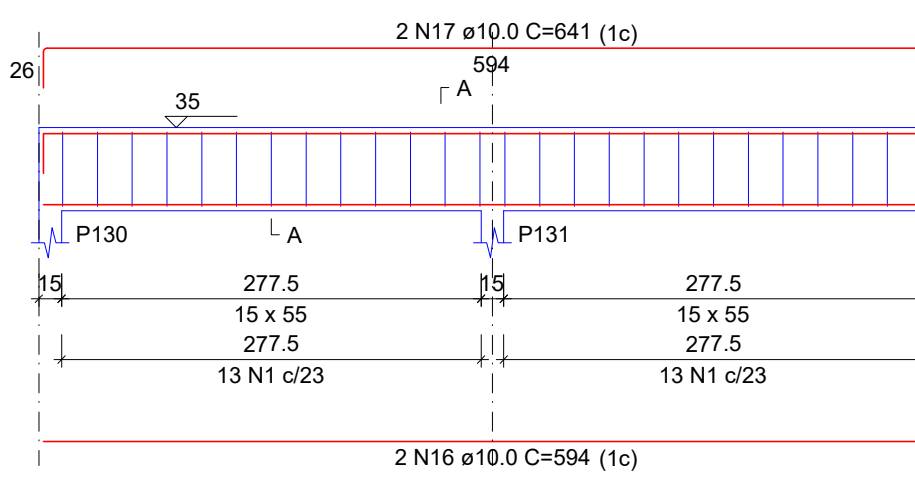 2 N17 ø10.0 C=641 (1c)
26
594
A
35
A
P130
P131
15
277.5
15
277.5
15 x 55
15 x 55
277.5
277.5
13 N1 c/23
13 N1 c/23
2 N16 ø10.0 C=594 (1c)